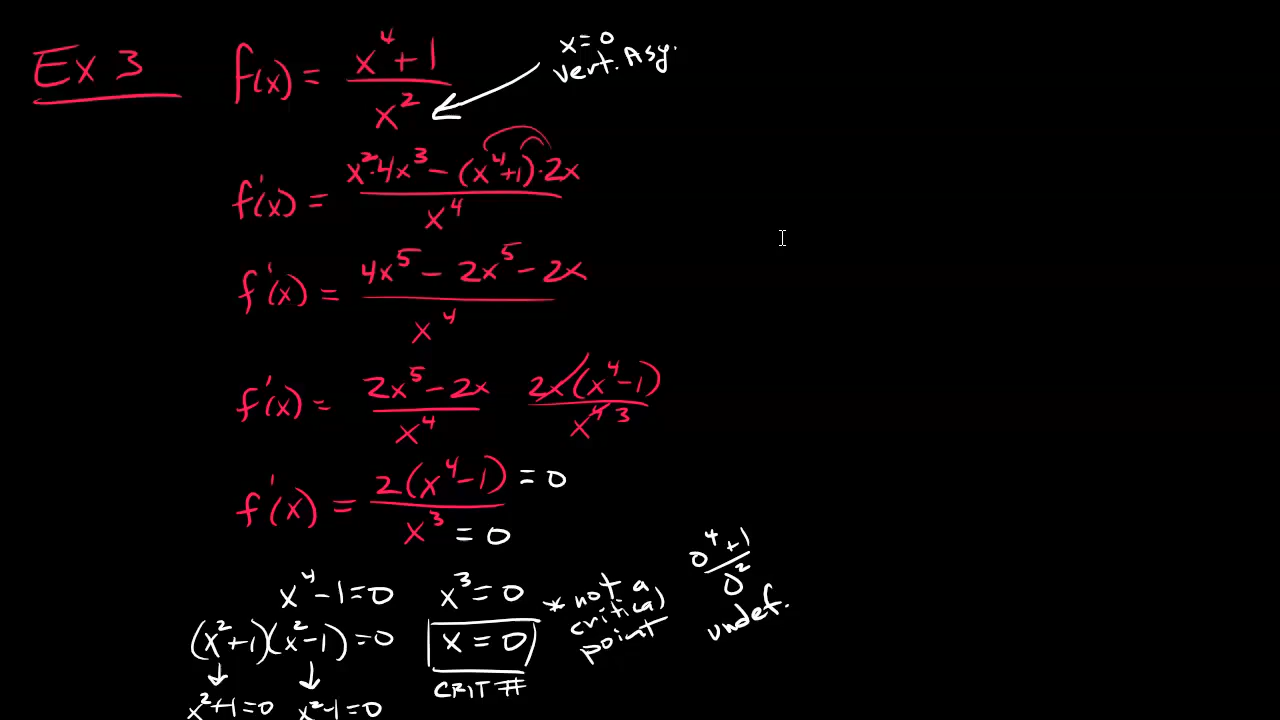 Ex 3
f(x) = (x⁴ + 1) / x²
x = 0
vert. Asy.
f'(x) = (x²·4x³ − (x⁴+1)·2x) / x⁴
f'(x) = (4x⁵ − 2x⁵ − 2x) / x⁴
f'(x) = (2x⁵ − 2x) / x⁴   2x(x⁴−1) / x⁴ ³
f'(x) = 2(x⁴−1) = 0 / x³ = 0
x⁴ − 1 = 0
(x²+1)(x²−1) = 0
x²+1 = 0   x²−1 = 0
x³ = 0
x = 0
CRIT #
* not a
critical
point
0⁴+1 / 0²
undef.